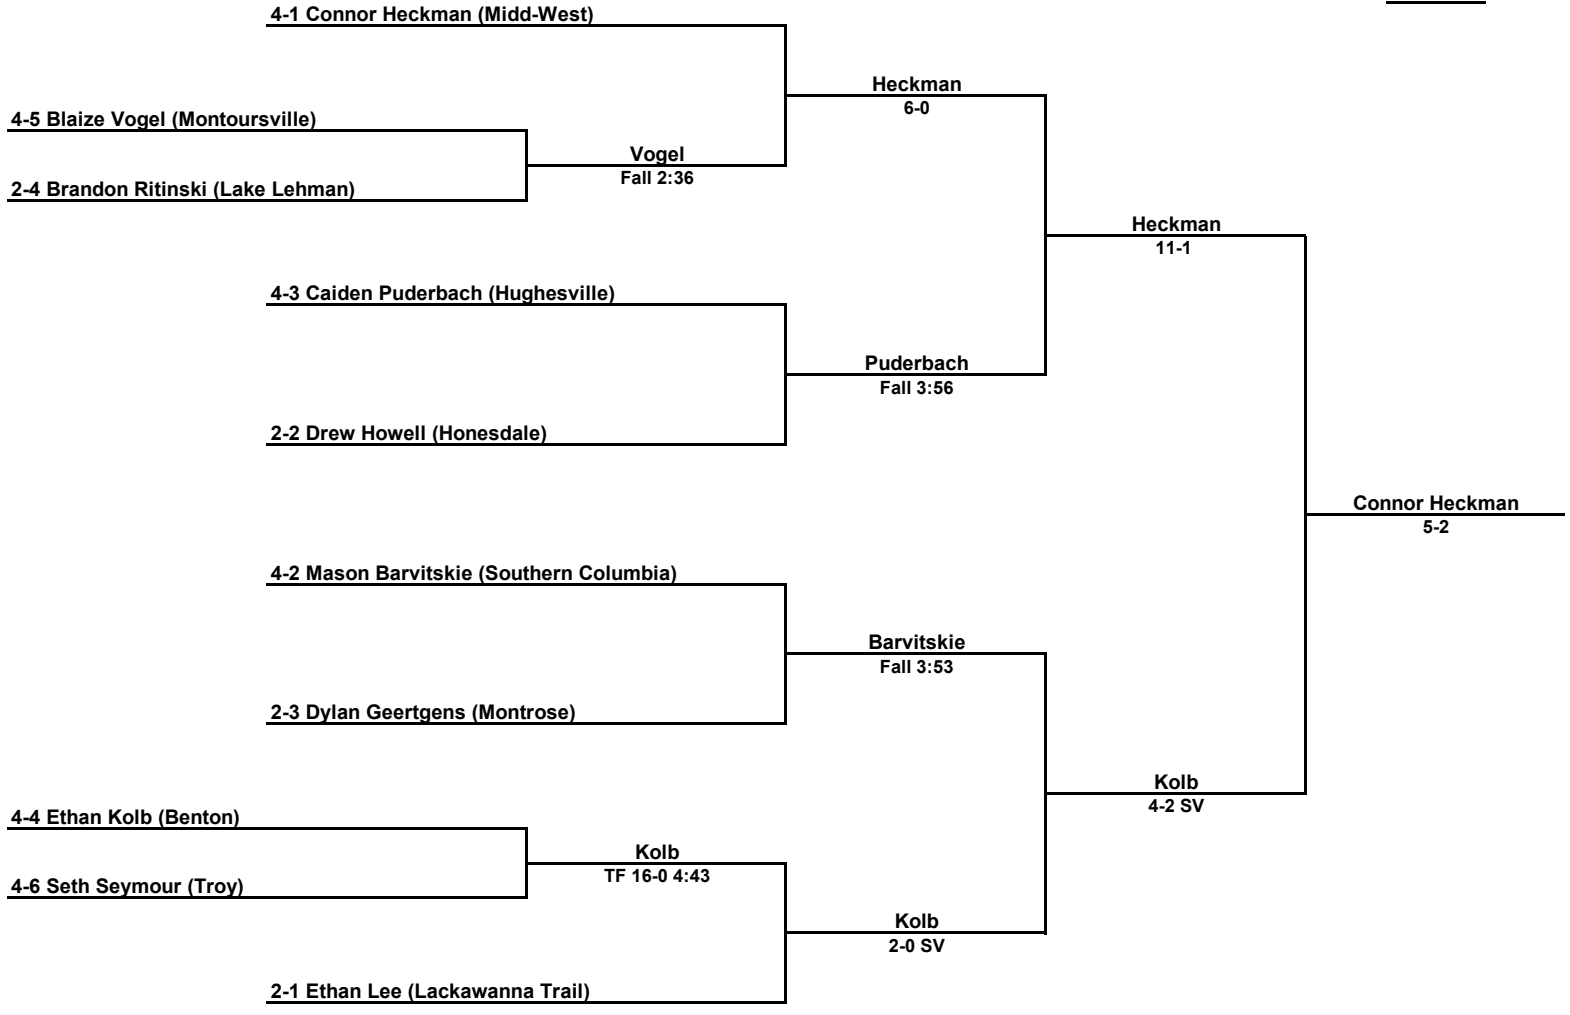 4-1 Connor Heckman (Midd-West)
Heckman
6-0
4-5 Blaize Vogel (Montoursville)
Vogel
Fall 2:36
2-4 Brandon Ritinski (Lake Lehman)
Heckman
11-1
4-3 Caiden Puderbach (Hughesville)
Puderbach
Fall 3:56
2-2 Drew Howell (Honesdale)
Connor Heckman
5-2
4-2 Mason Barvitskie (Southern Columbia)
Barvitskie
Fall 3:53
2-3 Dylan Geertgens (Montrose)
Kolb
4-2 SV
4-4 Ethan Kolb (Benton)
Kolb
TF 16-0 4:43
4-6 Seth Seymour (Troy)
Kolb
2-0 SV
2-1 Ethan Lee (Lackawanna Trail)